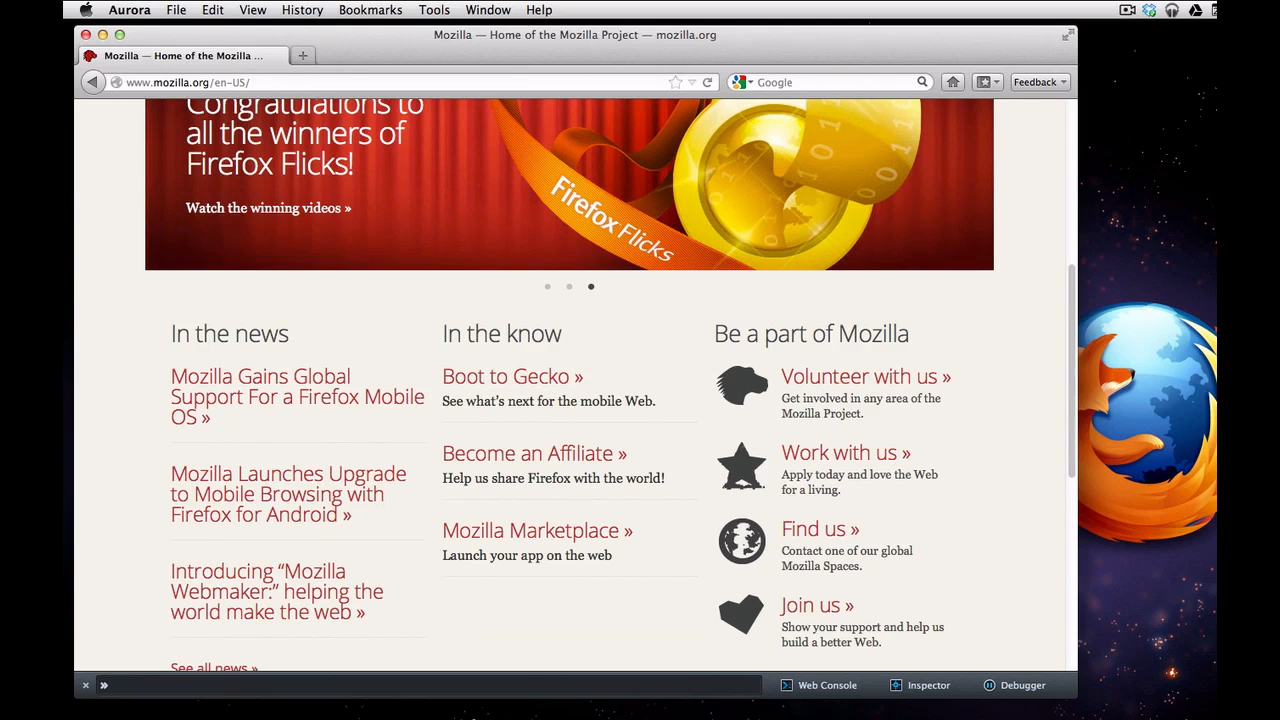 Aurora File Edit View History Bookmarks Tools Window Help
Mozilla — Home of the Mozilla Project — mozilla.org
Mozilla — Home of the Mozilla ...
www.mozilla.org/en-US/
Google
Feedback
Congratulations to
all the winners of
Firefox Flicks!
Watch the winning videos »
Firefox Flicks
In the news
Mozilla Gains Global
Support For a Firefox Mobile
OS »
Mozilla Launches Upgrade
to Mobile Browsing with
Firefox for Android »
Introducing “Mozilla
Webmaker:” helping the
world make the web »
See all news »
In the know
Boot to Gecko »
See what’s next for the mobile Web.
Become an Affiliate »
Help us share Firefox with the world!
Mozilla Marketplace »
Launch your app on the web
Be a part of Mozilla
Volunteer with us »
Get involved in any area of the
Mozilla Project.
Work with us »
Apply today and love the Web
for a living.
Find us »
Contact one of our global
Mozilla Spaces.
Join us »
Show your support and help us
build a better Web.
» Web Console Inspector Debugger